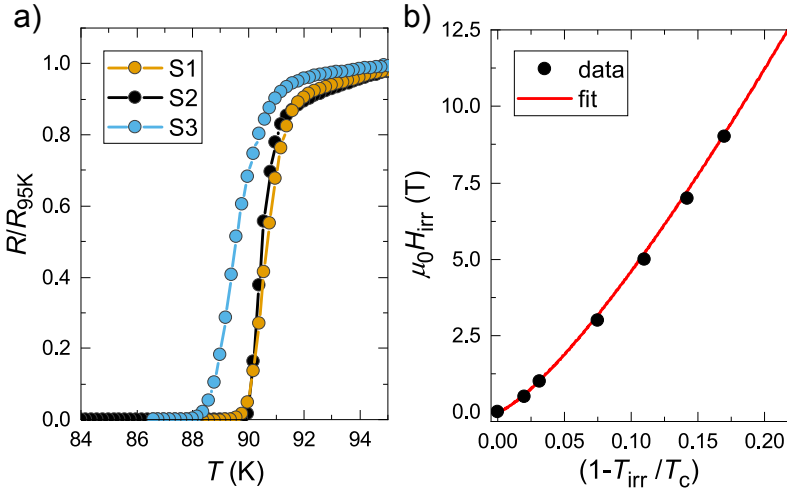 a)
1.0
0.8
0.6
0.4
0.2
0.0
R/R95K
S1
S2
S3
84 86 88 90 92 94
T (K)
b)
12.5
10.0
7.5
5.0
2.5
0.0
μ0Hirr (T)
data
fit
0.00 0.05 0.10 0.15 0.20
(1-Tirr /Tc)